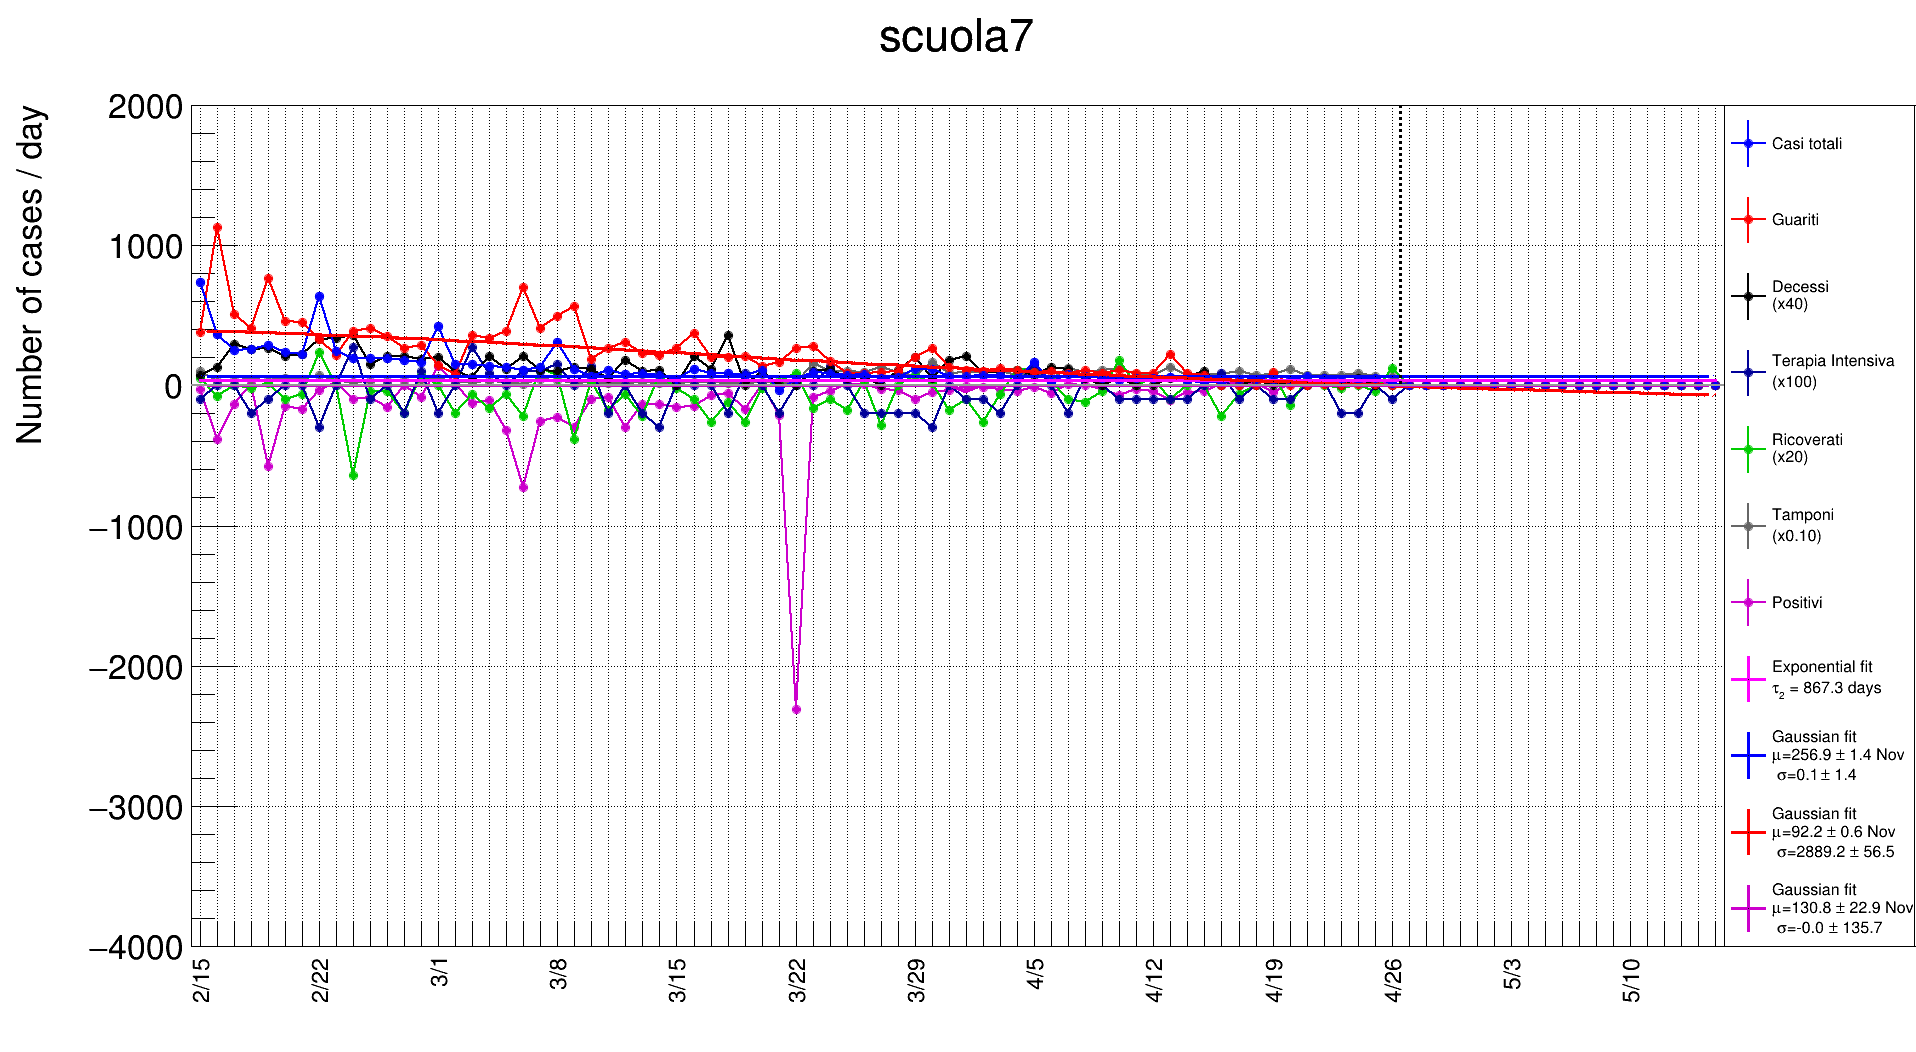 scuola7
Number of cases / day
2000
1000
0
−1000
−2000
−3000
−4000
2/15
2/22
3/1
3/8
3/15
3/22
3/29
4/5
4/12
4/19
4/26
5/3
5/10
Casi totali
Guariti
Decessi
(x40)
Terapia Intensiva
(x100)
Ricoverati
(x20)
Tamponi
(x0.10)
Positivi
Exponential fit
τ2 = 867.3 days
Gaussian fit
μ=256.9 ± 1.4 Nov
σ=0.1 ± 1.4
Gaussian fit
μ=92.2 ± 0.6 Nov
σ=2889.2 ± 56.5
Gaussian fit
μ=130.8 ± 22.9 Nov
σ=-0.0 ± 135.7